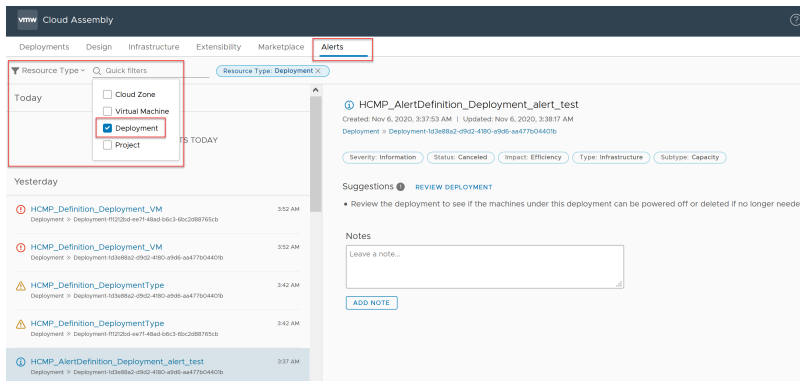 vmw Cloud Assembly
Deployments Design Infrastructure Extensibility Marketplace Alerts
Resource Type Quick filters Resource Type: Deployment ×
Cloud Zone
Virtual Machine
Deployment
Project
Today
TS TODAY
Yesterday
HCMP_Definition_Deployment_VM 3:52 AM
Deployment » Deployment-f11212bd-ee7f-48ad-b6c3-6bc2d88765cb
HCMP_Definition_Deployment_VM 3:52 AM
Deployment » Deployment-1d3e88a2-d9d2-4180-a9d6-aa477b04401b
HCMP_Definition_DeploymentType 3:42 AM
Deployment » Deployment-1d3e88a2-d9d2-4180-a9d6-aa477b04401b
HCMP_Definition_DeploymentType 3:42 AM
Deployment » Deployment-f11212bd-ee7f-48ad-b6c3-6bc2d88765cb
HCMP_AlertDefinition_Deployment_alert_test 3:37 AM
Deployment » Deployment-1d3e88a2-d9d2-4180-a9d6-aa477b04401b
HCMP_AlertDefinition_Deployment_alert_test
Created: Nov 6, 2020, 3:37:53 AM | Updated: Nov 6, 2020, 3:38:17 AM
Deployment » Deployment-1d3e88a2-d9d2-4180-a9d6-aa477b04401b
Severity: Information Status: Canceled Impact: Efficiency Type: Infrastructure Subtype: Capacity
Suggestions REVIEW DEPLOYMENT
• Review the deployment to see if the machines under this deployment can be powered off or deleted if no longer neede
Notes
Leave a note...
ADD NOTE